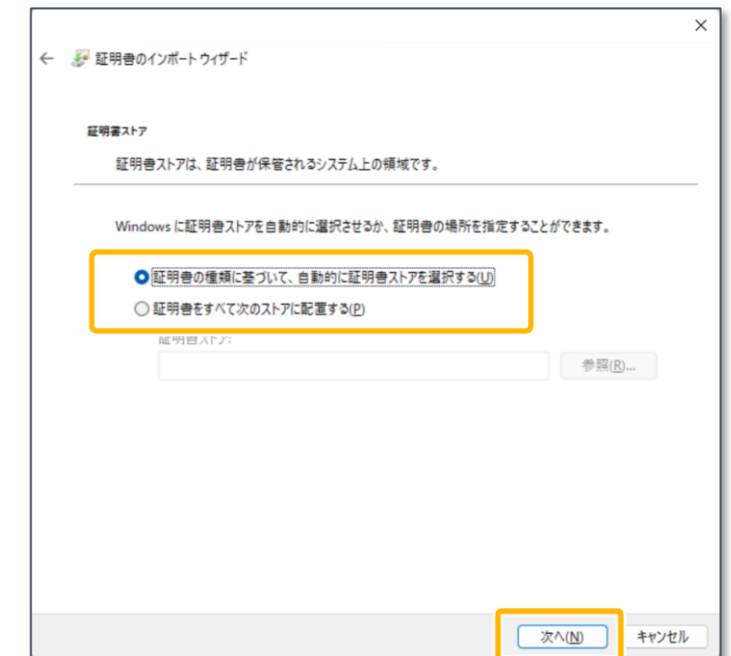 証明書のインポート ウィザード
証明書ストア
証明書ストアは、証明書が保管されるシステム上の領域です。
Windows に証明書ストアを自動的に選択させるか、証明書の場所を指定することができます。
証明書の種類に基づいて、自動的に証明書ストアを選択する(U)
証明書をすべて次のストアに配置する(P)
証明書ストア:
参照(R)...
次へ(N)
キャンセル